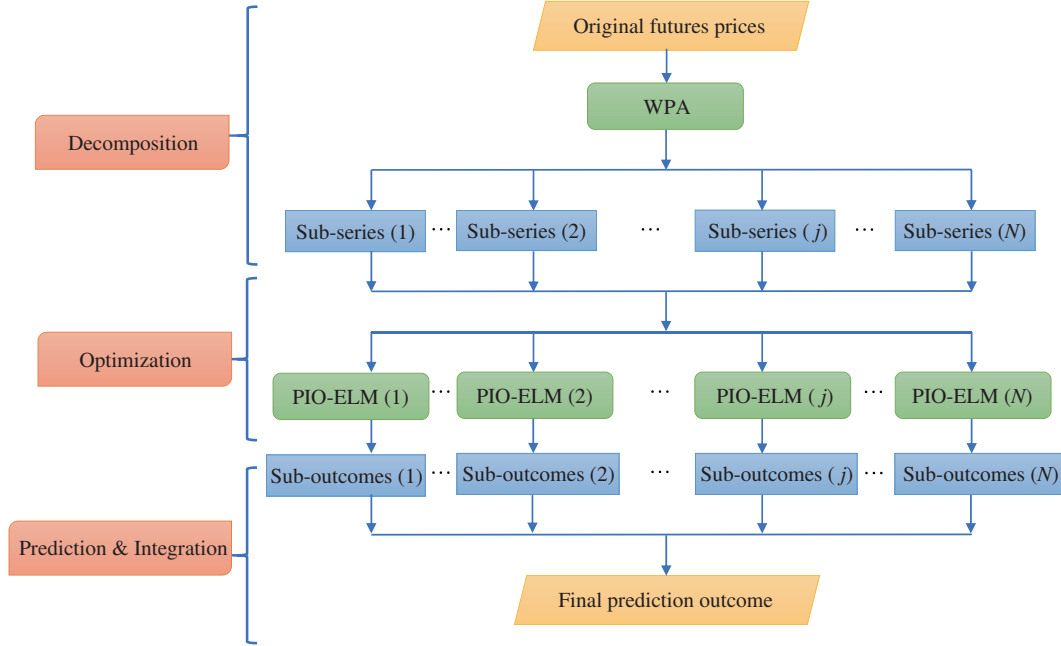 Original futures prices
WPA
Decomposition
Sub-series (1) ... Sub-series (2) ... Sub-series (j) ... Sub-series (N)
Optimization
PIO-ELM (1) ... PIO-ELM (2) ... PIO-ELM (j) ... PIO-ELM (N)
Sub-outcomes (1) ... Sub-outcomes (2) ... Sub-outcomes (j) ... Sub-outcomes (N)
Prediction & Integration
Final prediction outcome